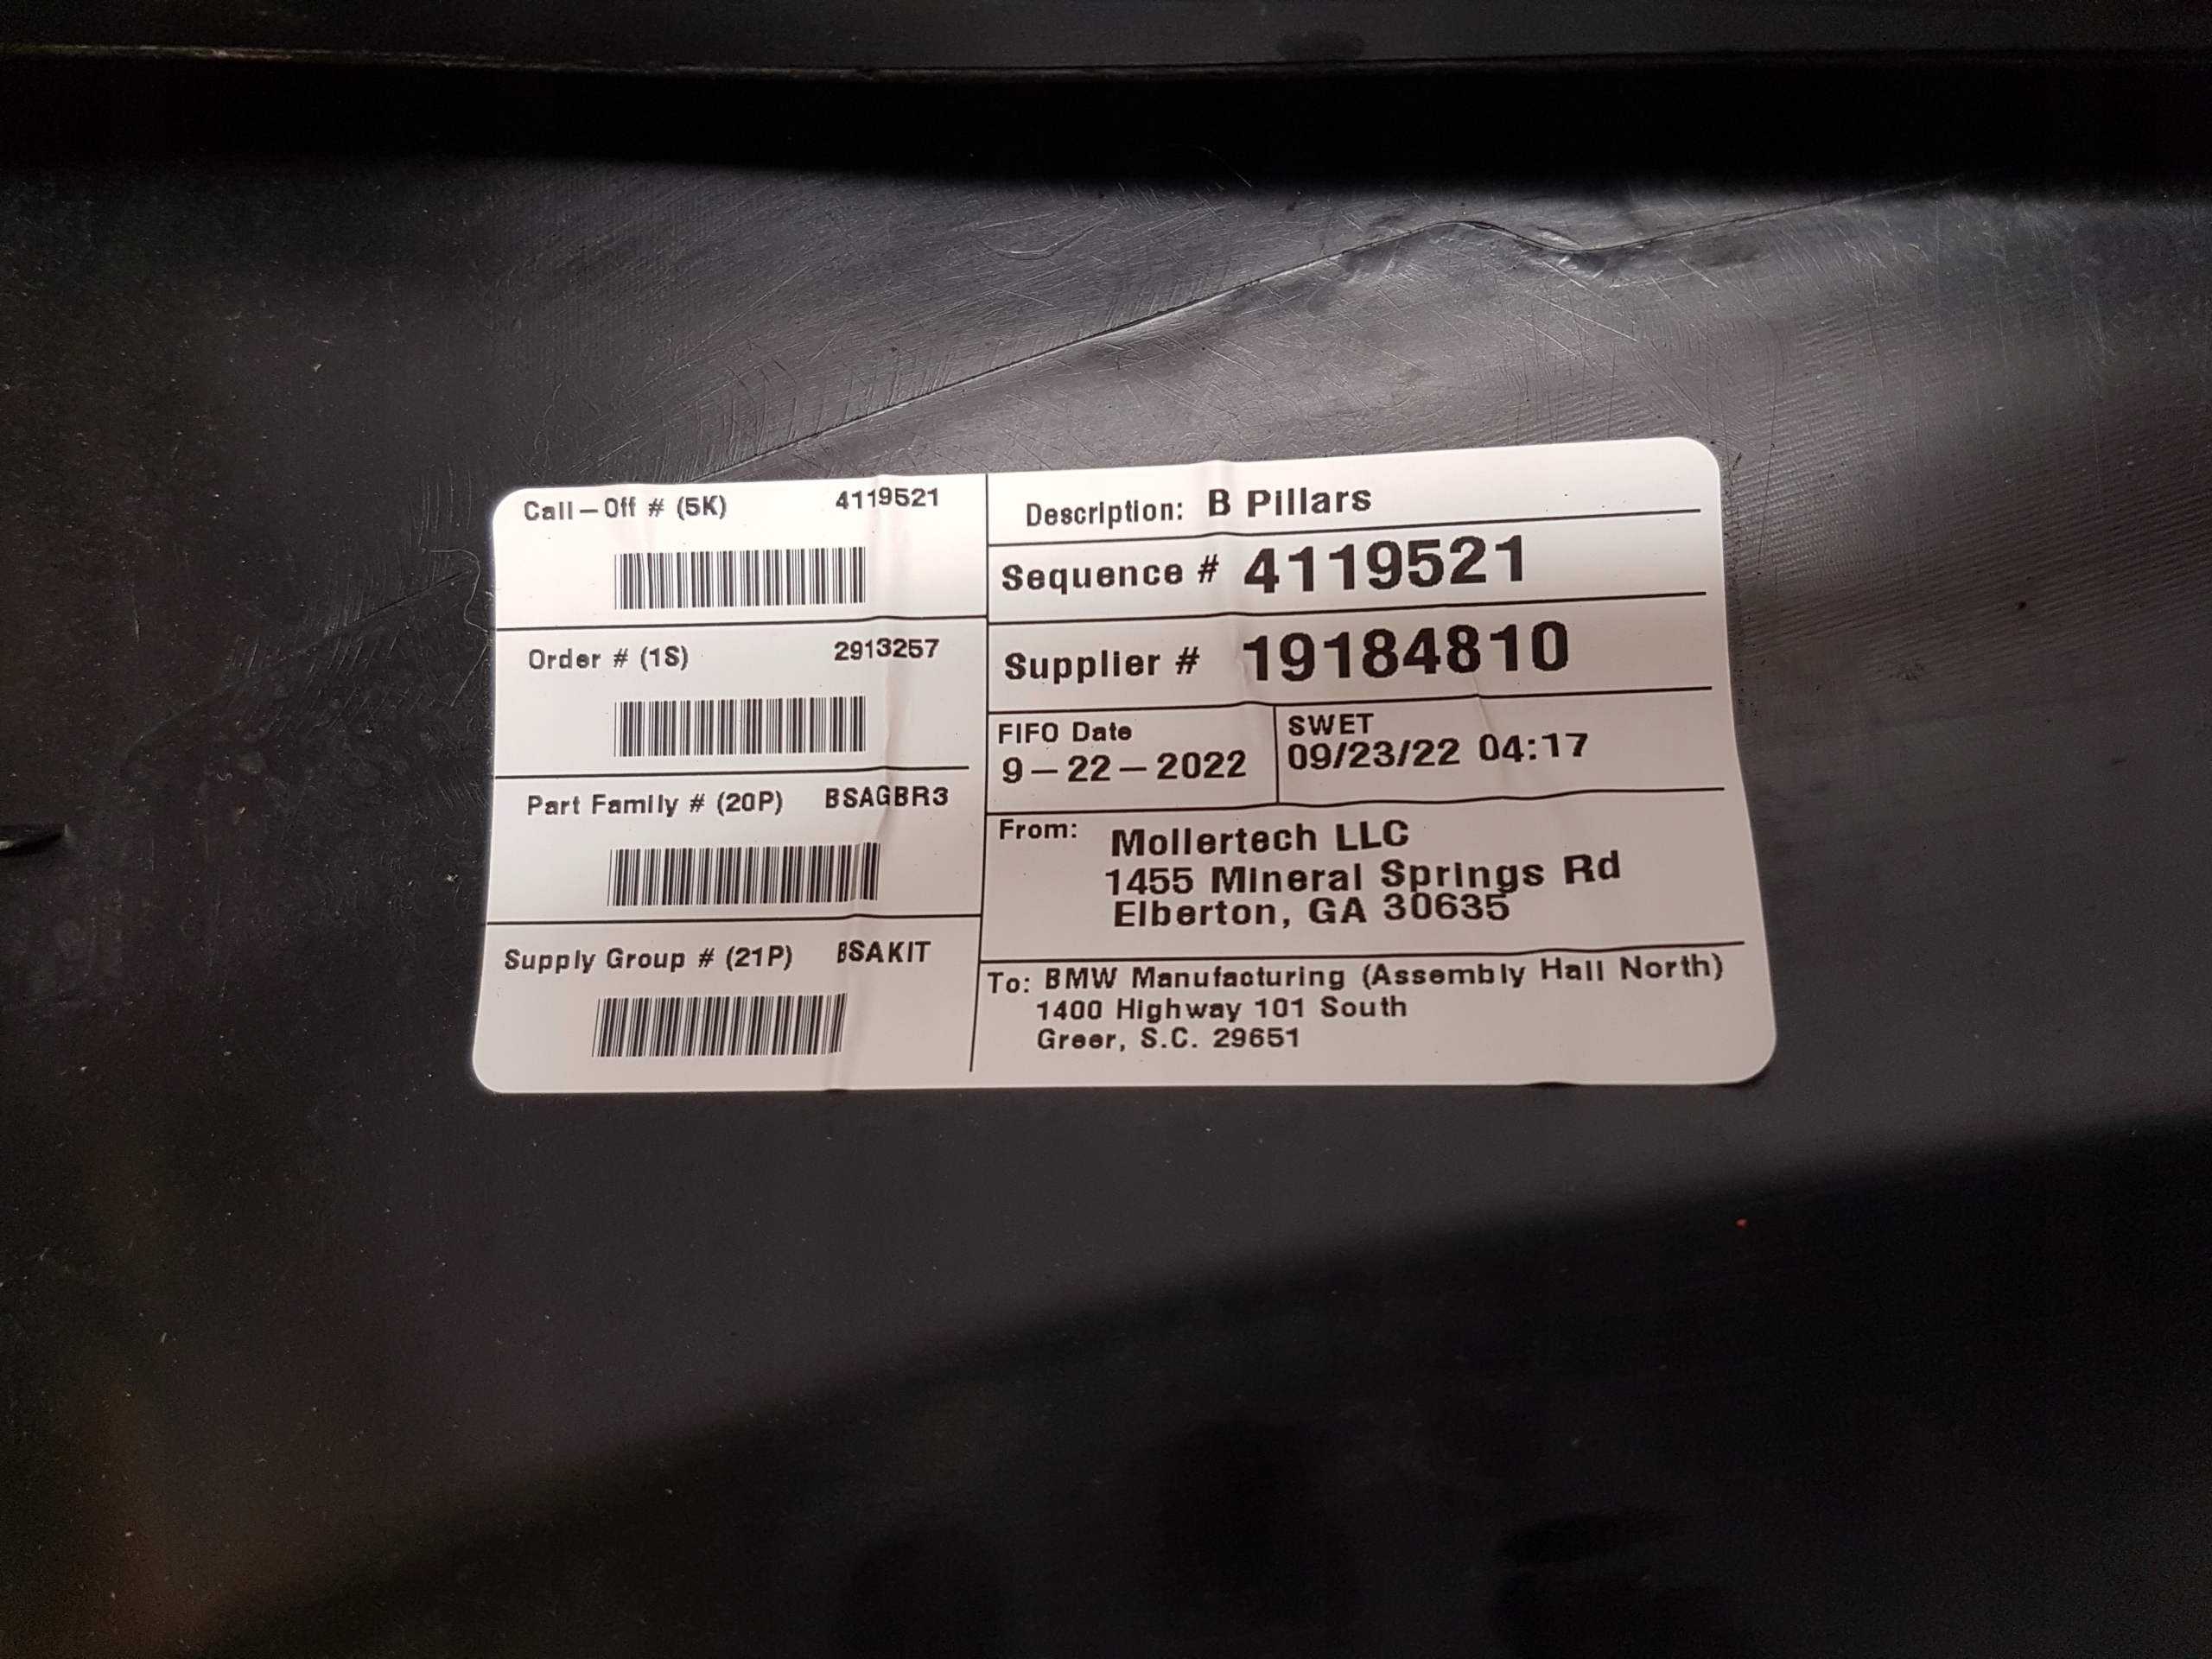 Call-Off # (5K) 4119521
Order # (1S) 2913257
Part Family # (20P) BSAGBR3
Supply Group # (21P) BSAKIT
Description: B Pillars
Sequence # 4119521
Supplier # 19184810
FIFO Date
9-22-2022
SWET
09/23/22 04:17
From: Mollertech LLC
1455 Mineral Springs Rd
Elberton, GA 30635
To: BMW Manufacturing (Assembly Hall North)
1400 Highway 101 South
Greer, S.C. 29651